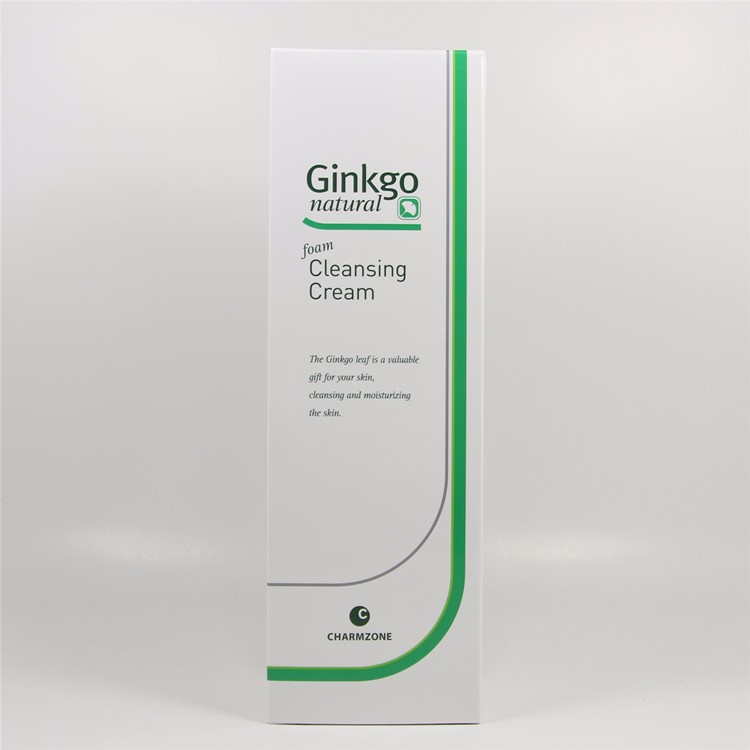 Ginkgo
natural
foam
Cleansing
Cream
The Ginkgo leaf is a valuable
gift for your skin,
cleansing and moisturizing
the skin.
C
CHARMZONE